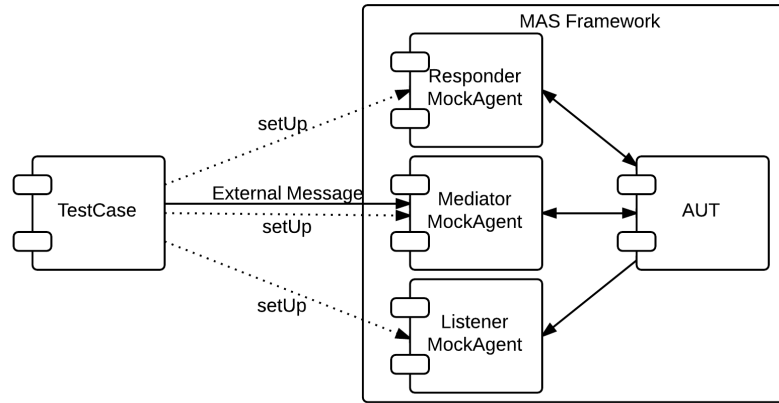 MAS Framework
Responder
MockAgent
setUp
External Message
TestCase
Mediator
MockAgent
AUT
setUp
setUp
Listener
MockAgent